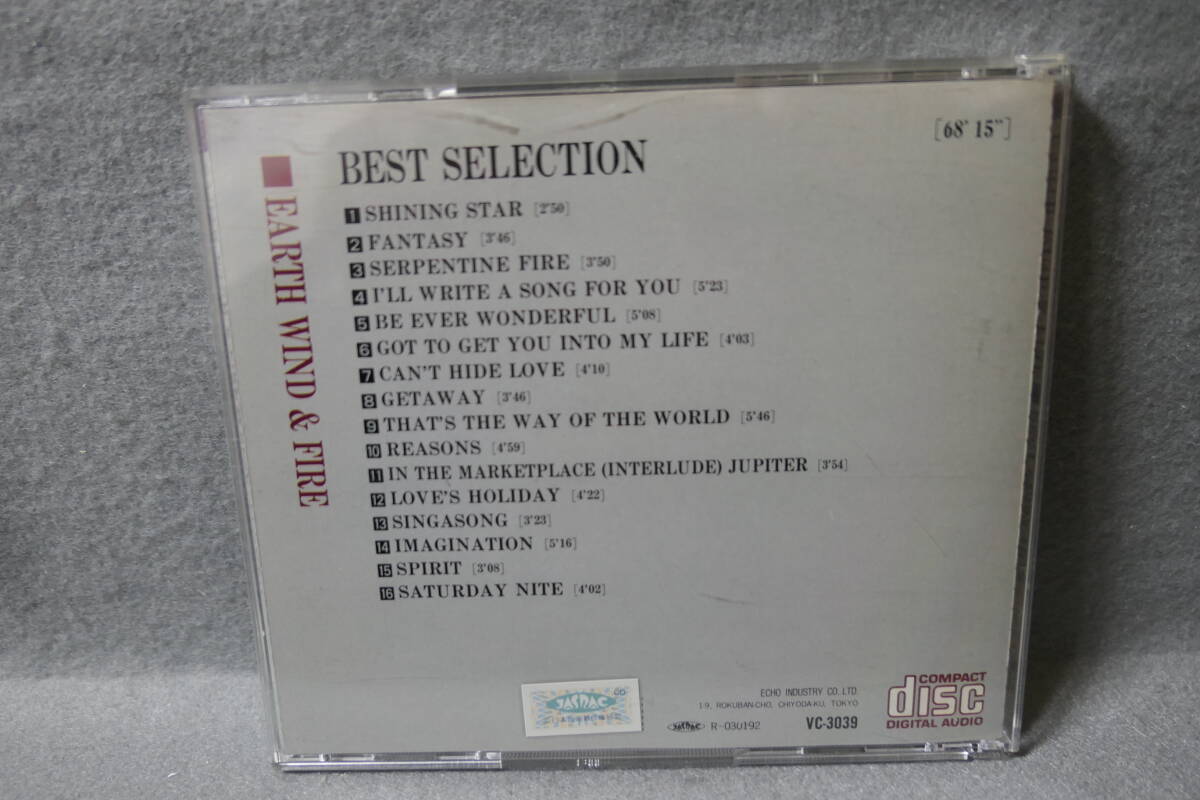 [68' 15"]
BEST SELECTION
■ EARTH WIND & FIRE
1 SHINING STAR [2'50]
2 FANTASY [3'46]
3 SERPENTINE FIRE [3'50]
4 I'LL WRITE A SONG FOR YOU [5'23]
5 BE EVER WONDERFUL [5'08]
6 GOT TO GET YOU INTO MY LIFE [4'03]
7 CAN'T HIDE LOVE [4'10]
8 GETAWAY [3'46]
9 THAT'S THE WAY OF THE WORLD [5'46]
10 REASONS [4'59]
11 IN THE MARKETPLACE (INTERLUDE) JUPITER [3'54]
12 LOVE'S HOLIDAY [4'22]
13 SINGASONG [3'23]
14 IMAGINATION [5'16]
15 SPIRIT [3'08]
16 SATURDAY NITE [4'02]
CD
JASRAC
ECHO INDUSTRY CO. LTD.
1-9, ROKUBAN-CHO, CHIYODA-KU, TOKYO
JASRAC R-030192 VC-3039
COMPACT
disc
DIGITAL AUDIO